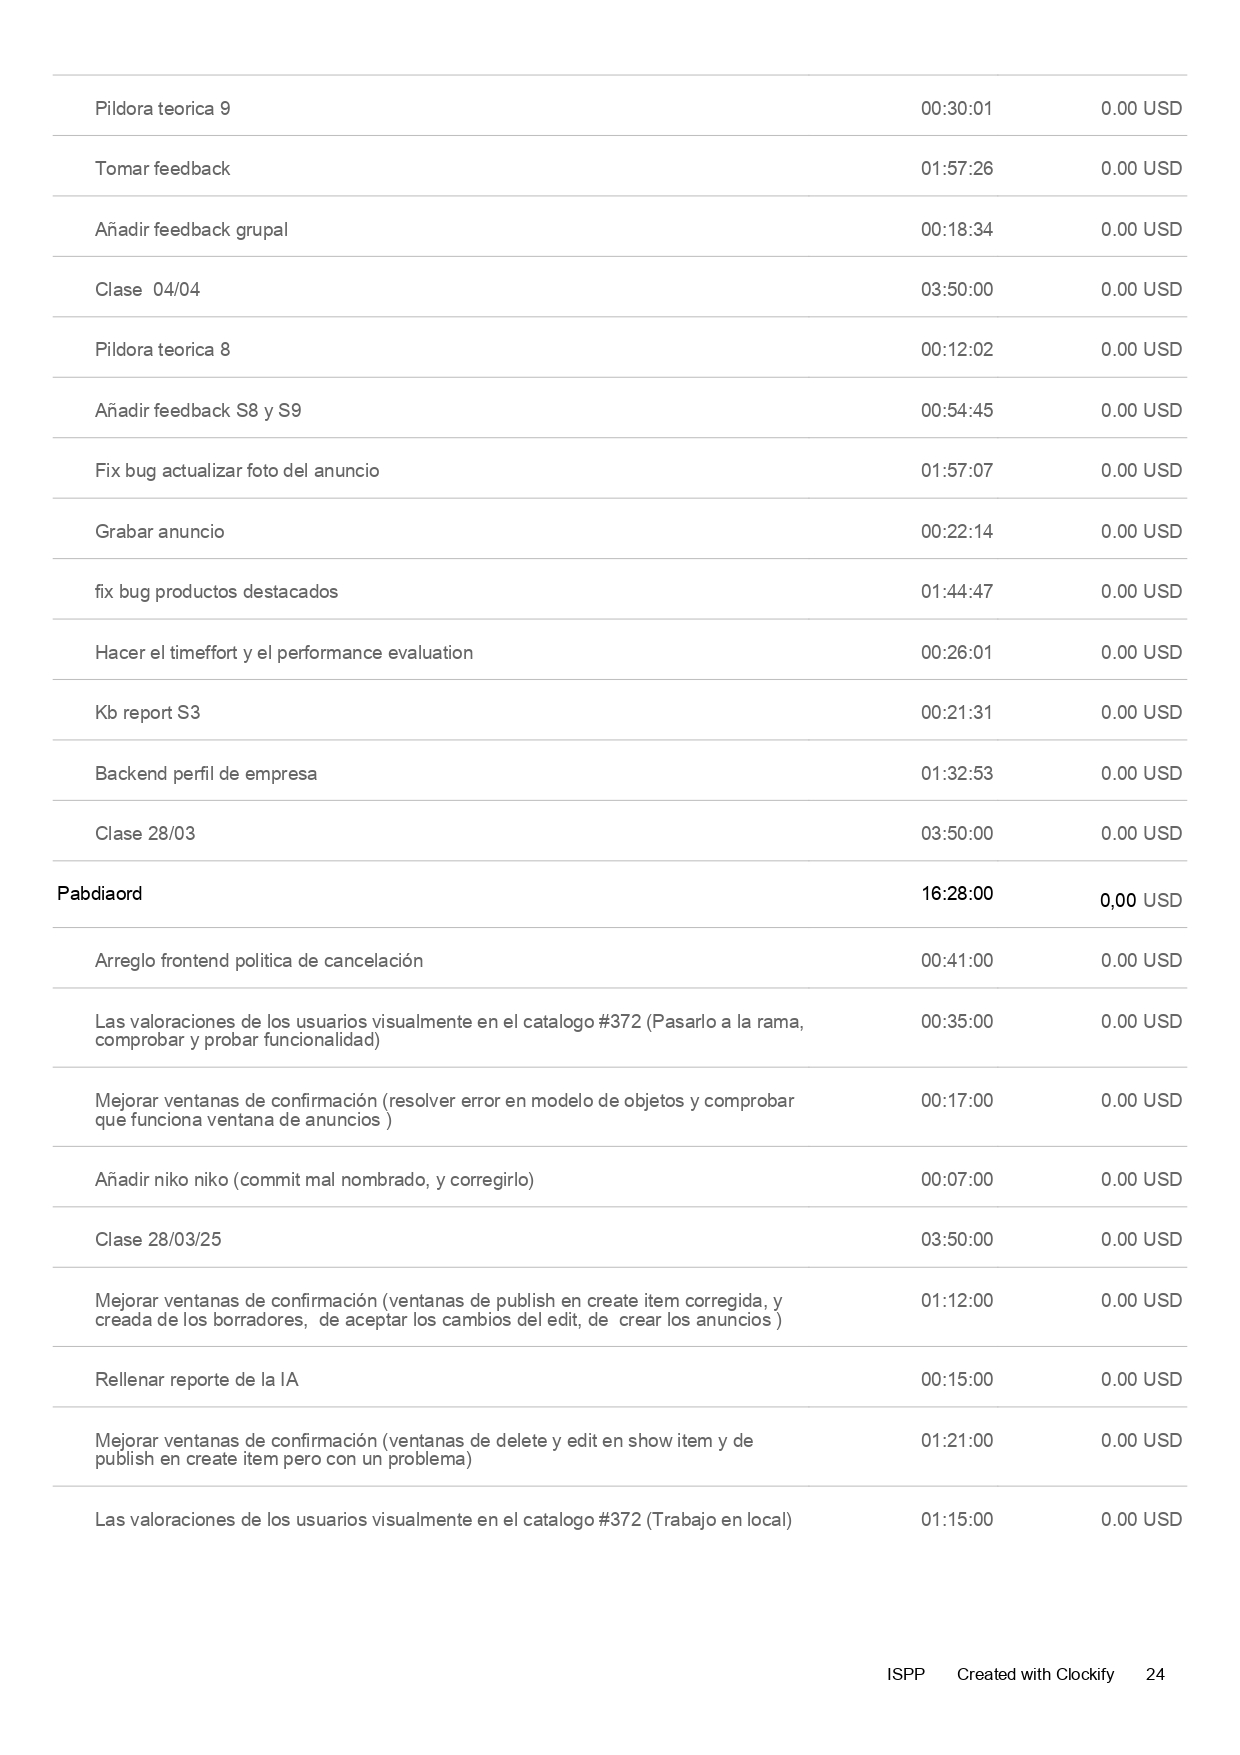 Pildora teorica 9 00:30:01 0.00 USD
Tomar feedback 01:57:26 0.00 USD
Añadir feedback grupal 00:18:34 0.00 USD
Clase  04/04 03:50:00 0.00 USD
Pildora teorica 8 00:12:02 0.00 USD
Añadir feedback S8 y S9 00:54:45 0.00 USD
Fix bug actualizar foto del anuncio 01:57:07 0.00 USD
Grabar anuncio 00:22:14 0.00 USD
fix bug productos destacados 01:44:47 0.00 USD
Hacer el timeffort y el performance evaluation 00:26:01 0.00 USD
Kb report S3 00:21:31 0.00 USD
Backend perfil de empresa 01:32:53 0.00 USD
Clase 28/03 03:50:00 0.00 USD
Pabdiaord 16:28:00 0,00 USD
Arreglo frontend politica de cancelación 00:41:00 0.00 USD
Las valoraciones de los usuarios visualmente en el catalogo #372 (Pasarlo a la rama, 00:35:00 0.00 USD
comprobar y probar funcionalidad)
Mejorar ventanas de confirmación (resolver error en modelo de objetos y comprobar 00:17:00 0.00 USD
que funciona ventana de anuncios )
Añadir niko niko (commit mal nombrado, y corregirlo) 00:07:00 0.00 USD
Clase 28/03/25 03:50:00 0.00 USD
Mejorar ventanas de confirmación (ventanas de publish en create item corregida, y 01:12:00 0.00 USD
creada de los borradores,  de aceptar los cambios del edit, de  crear los anuncios )
Rellenar reporte de la IA 00:15:00 0.00 USD
Mejorar ventanas de confirmación (ventanas de delete y edit en show item y de 01:21:00 0.00 USD
publish en create item pero con un problema)
Las valoraciones de los usuarios visualmente en el catalogo #372 (Trabajo en local) 01:15:00 0.00 USD
ISPP Created with Clockify 24